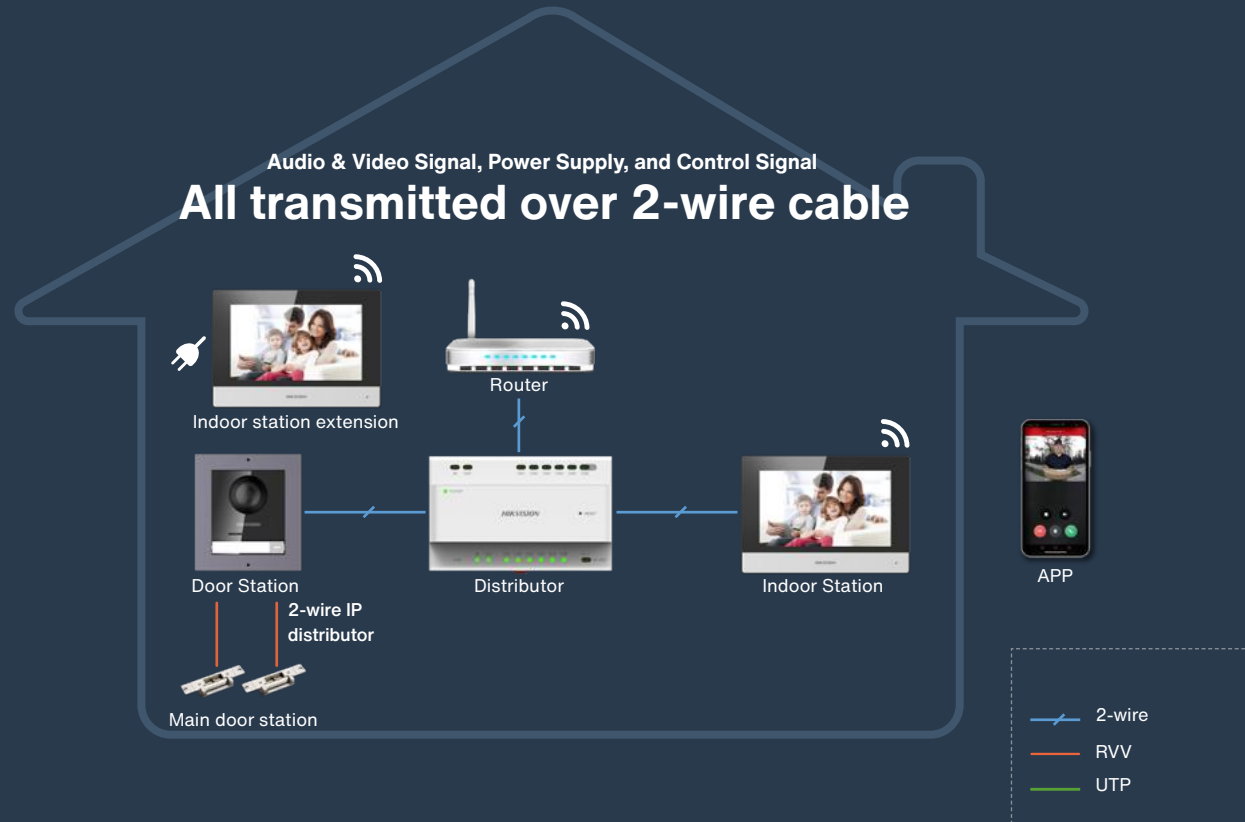 Audio & Video Signal, Power Supply, and Control Signal
All transmitted over 2-wire cable
Router
Indoor station extension
HIKVISION
Door Station
Distributor
Indoor Station
APP
2-wire IP
distributor
Main door station
2-wire
RVV
UTP